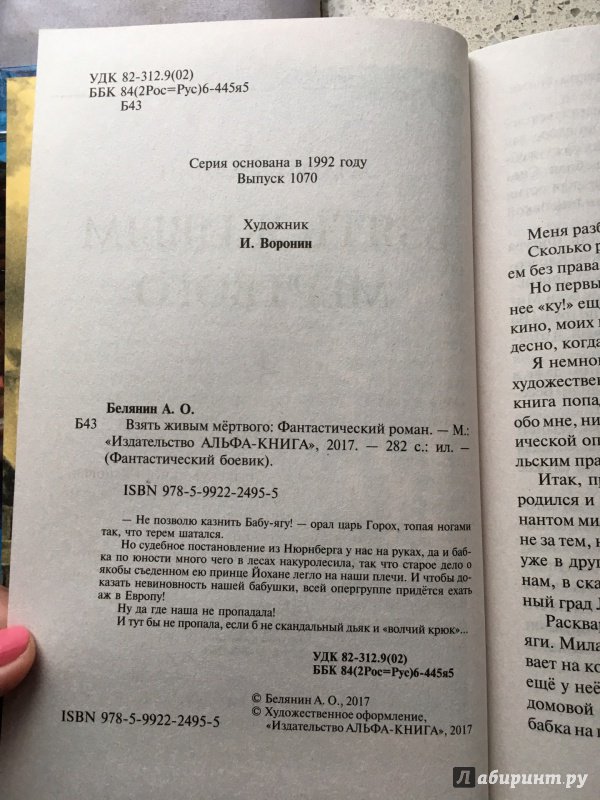 УДК 82-312.9(02)
ББК 84(2Рос=Рус)6-445я5
Б43
Серия основана в 1992 году
Выпуск 1070
Художник
И. Воронин
Белянин А. О.
Б43 Взять живым мёртвого: Фантастический роман. — М.:
«Издательство АЛЬФА-КНИГА», 2017. — 282 с.: ил. —
(Фантастический боевик).
ISBN 978-5-9922-2495-5
— Не позволю казнить Бабу-ягу! — орал царь Горох, топая ногами
так, что терем шатался.
Но судебное постановление из Нюрнберга у нас на руках, да и баб-
ка по юности много чего в лесах накуролесила, так что старое дело о
якобы съеденном ею принце Йохане легло на наши плечи. И чтобы до-
казать невиновность нашей бабушки, всей опергруппе придётся ехать
аж в Европу!
Ну да где наша не пропадала!
И тут бы не пропала, если б не скандальный дьяк и «волчий крюк»...
УДК 82-312.9(02)
ББК 84(2Рос=Рус)6-445я5
© Белянин А. О., 2017
© Художественное оформление,
«Издательство АЛЬФА-КНИГА», 2017
ISBN 978-5-9922-2495-5
Меня разб
Сколько р
ем без права
Но первы
нее «ку!» ещ
кино, моих
десно, когда
Я немног
художествен
книга попад
обо мне, ни
ической оп
льским пра
Итак, пр
родился и
нантом ми
не за тем, н
уже в друг
нам, в ска
ный град Л
Расквар
яги. Мила
вает на ко
ещё у неё
домовой
бабка на
лабиринт.ру